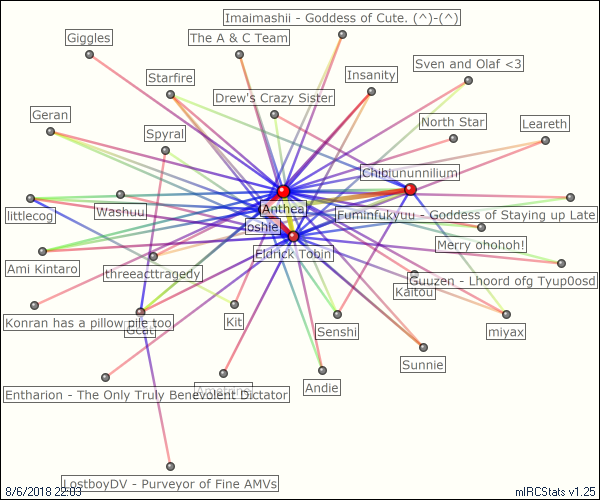 Imaimashii - Goddess of Cute. (^)-(^)
Giggles
The A & C Team
Sven and Olaf <3
Starfire
Insanity
Drew's Crazy Sister
Geran
North Star
Leareth
Spyral
Chibiununnilium
Anthea
littlecog
Washuu
Fuminfukyuu - Goddess of Staying up Late
oshie
Merry ohohoh!
Eldrick Tobin
Ami Kintaro
threeacttragedy
Guuzen - Lhoord ofg Tyup0osd
Kaitou
Konran has a pillow pile too
Gcat
Kit
Senshi
miyax
Sunnie
Entharion - The Only Truly Benevolent Dictator
Andie
LostboyDV - Purveyor of Fine AMVs
8/6/2018 22:03
mIRCStats v1.25